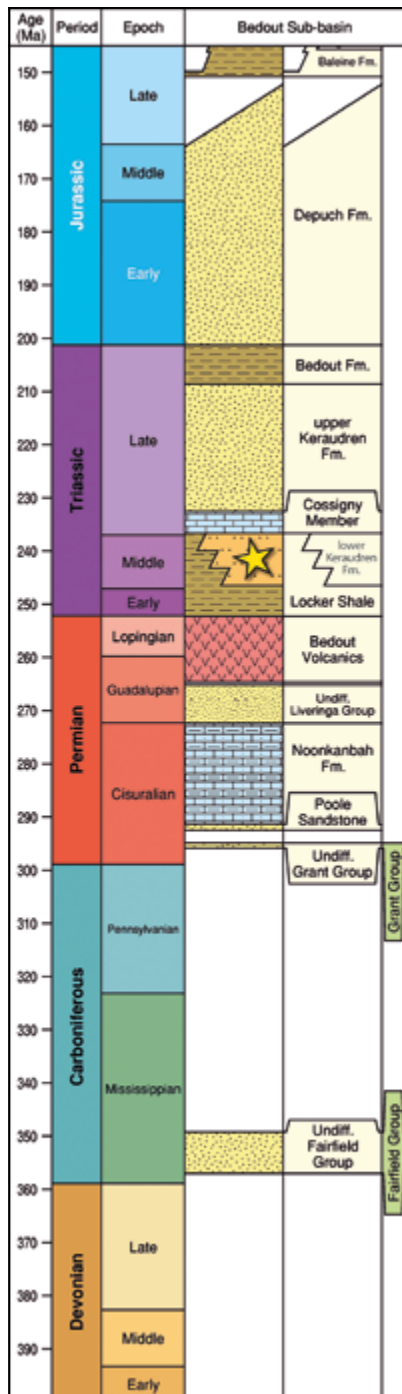 Age
(Ma)
Period
Epoch
Bedout Sub-basin
150
160
170
180
190
200
210
220
230
240
250
260
270
280
290
300
310
320
330
340
350
360
370
380
390
Jurassic
Triassic
Permian
Carboniferous
Devonian
Late
Middle
Early
Late
Middle
Early
Lopingian
Guadalupian
Cisuralian
Pennsylvanian
Mississippian
Late
Middle
Early
Baleine Fm.
Depuch Fm.
Bedout Fm.
upper
Keraudren
Fm.
Cossigny
Member
lower
Keraudren
Fm.
Locker Shale
Bedout
Volcanics
Undiff.
Liveringa Group
Noonkanbah
Fm.
Poole
Sandstone
Undiff.
Grant Group
Undiff.
Fairfield
Group
Grant Group
Fairfield Group